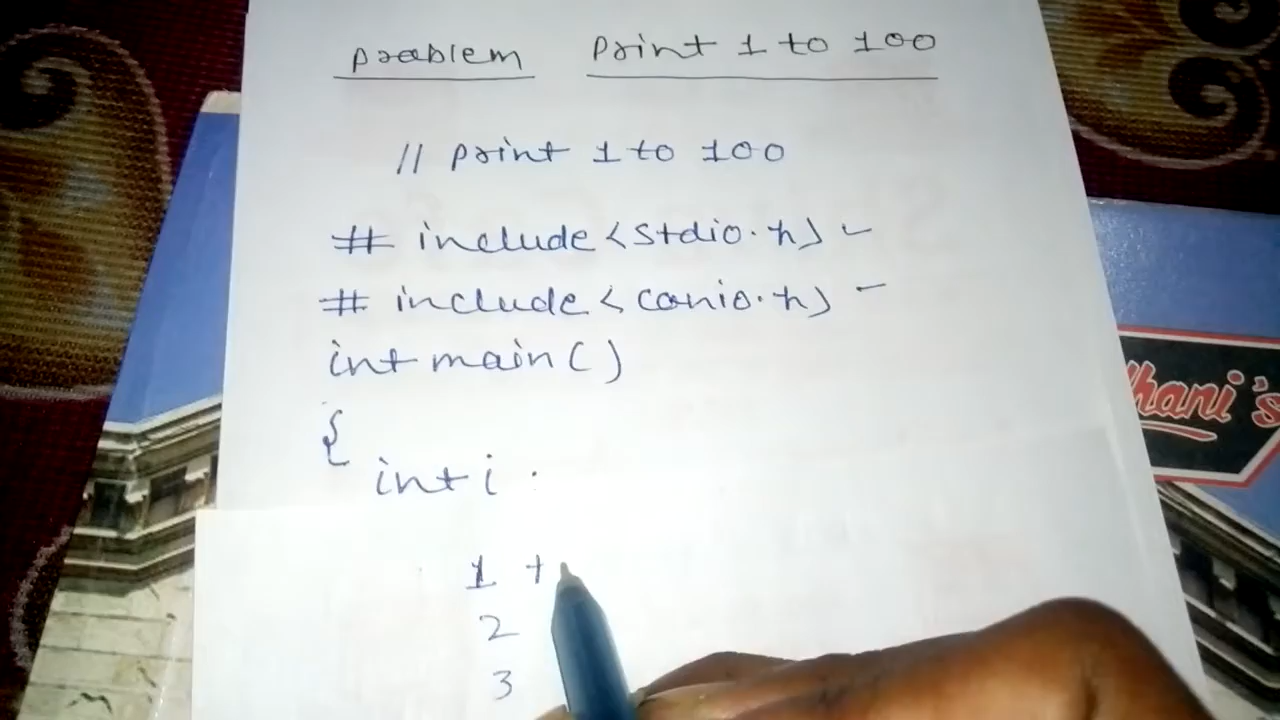 problem print 1 to 100
// print 1 to 100
# include <stdio.h>
# include <conio.h>
int main()
{
int i
1 +
2
3
hani's